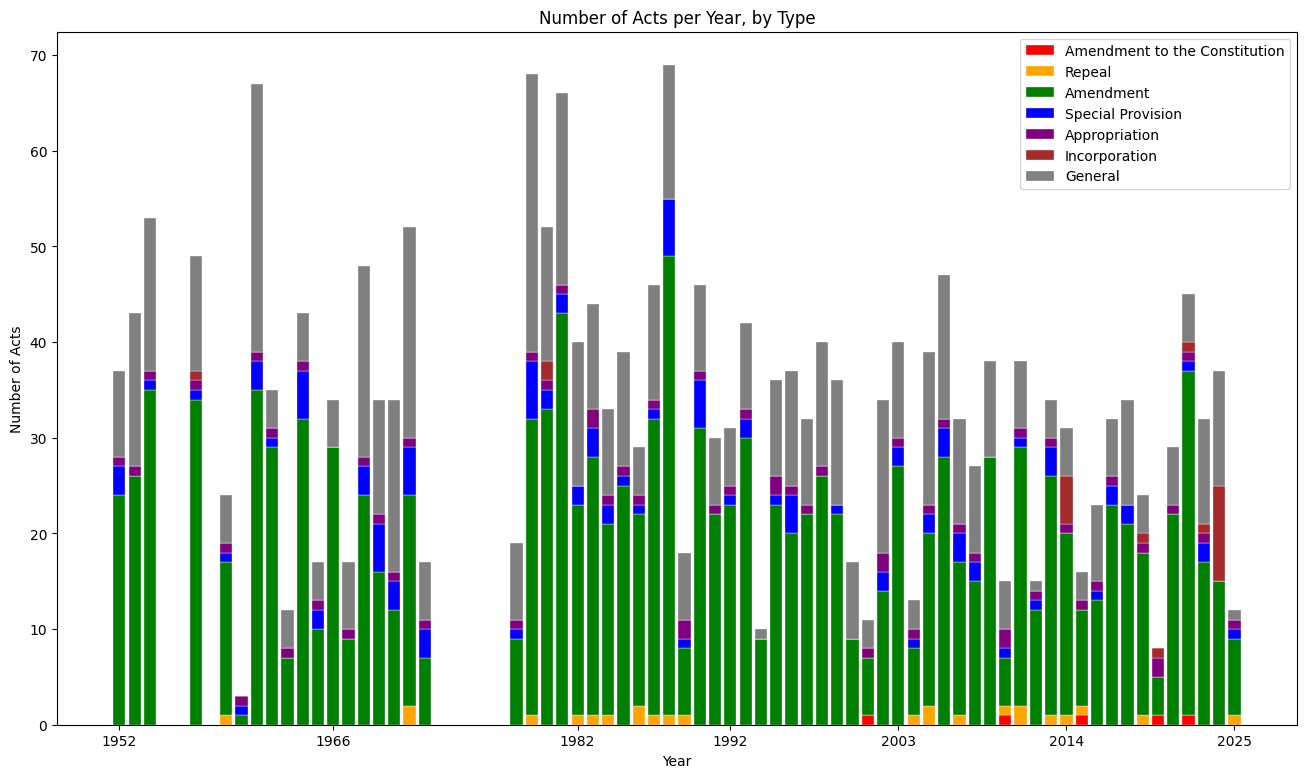 Number of Acts per Year, by Type
Amendment to the Constitution
Repeal
Amendment
Special Provision
Appropriation
Incorporation
General
Number of Acts
70
60
50
40
30
20
10
0
1952
1966
1982
1992
2003
2014
2025
Year